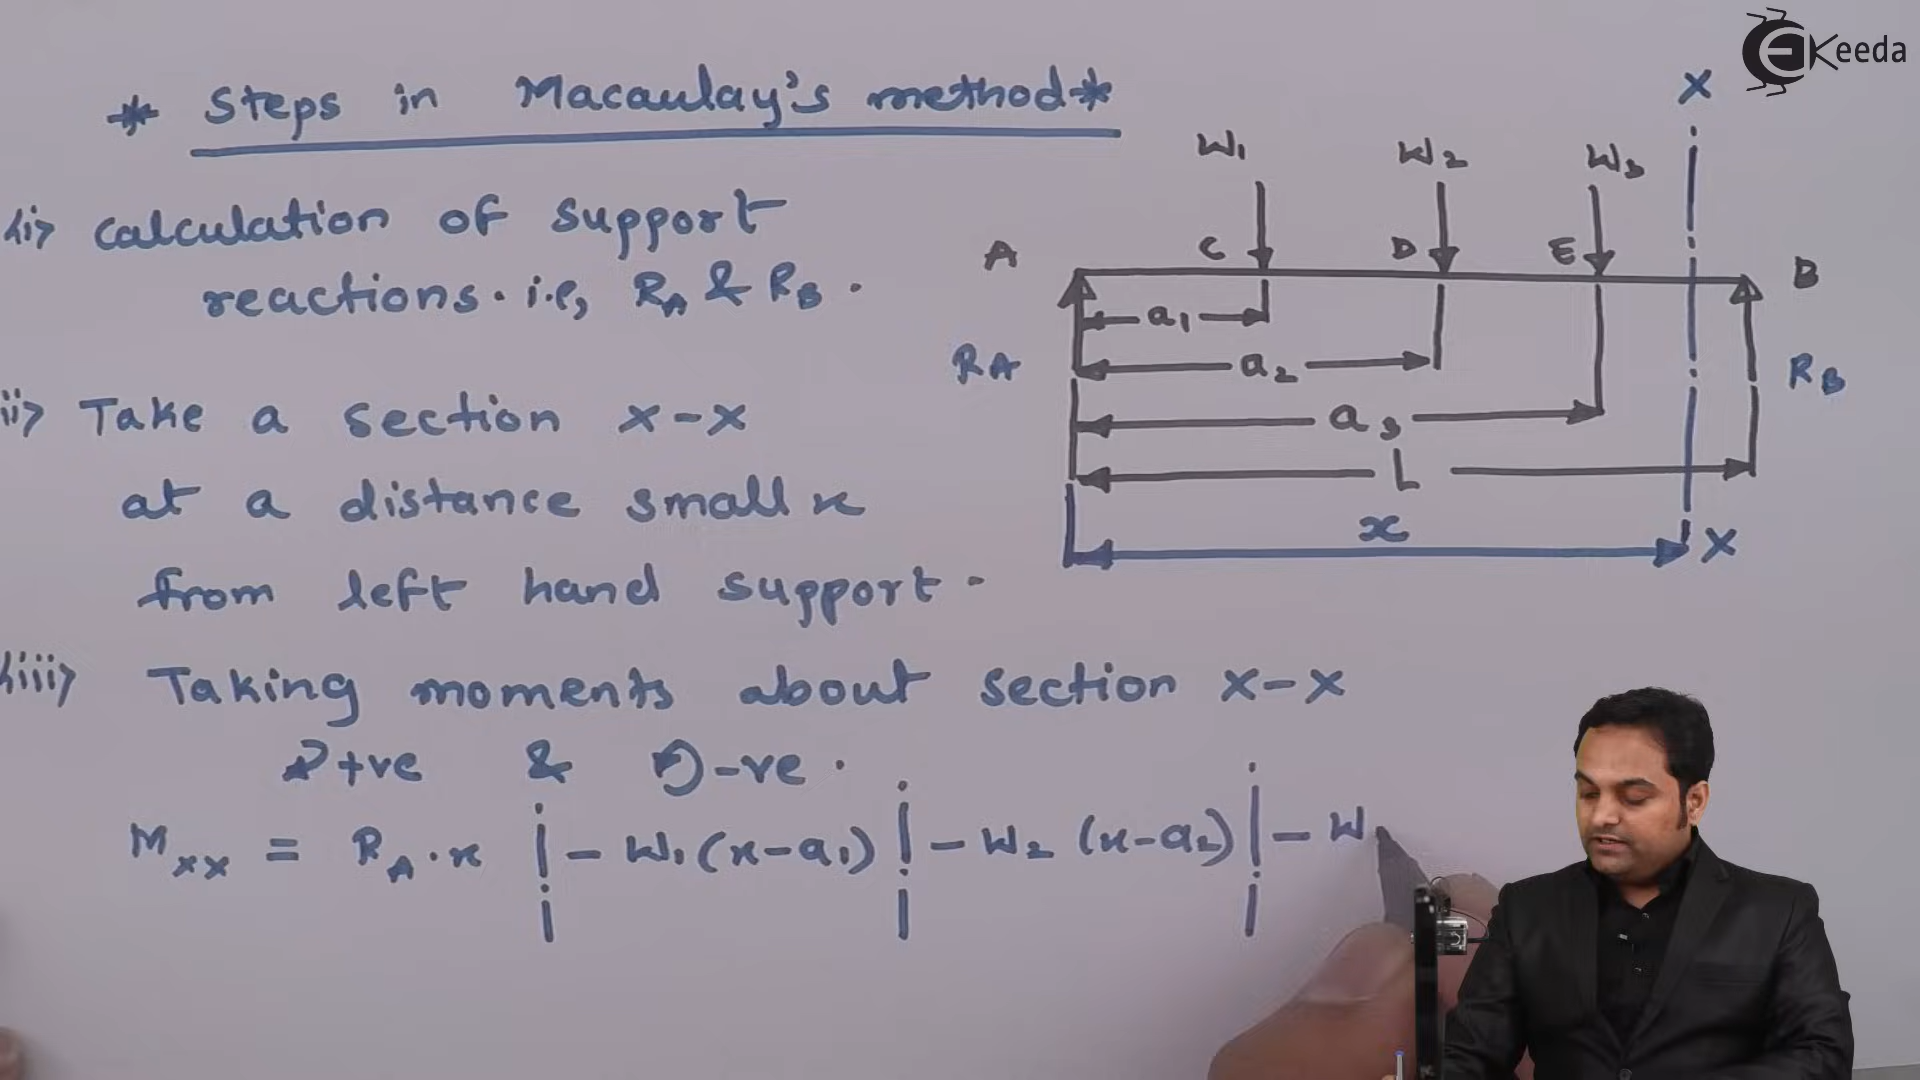 EKeeda
* Steps in Macaulay's method *
(i) Calculation of support
reactions. i.e, RA & RB.
ii) Take a section x-x
at a distance small x
from left hand support.
(iii) Taking moments about section x-x
+ve & -ve.
Mxx = RA.x | - W1(x-a1) | - W2 (x-a2) | - W
X
W1 W2 W3
A C D E B
a1
RA a2 RB
a3
L
x X